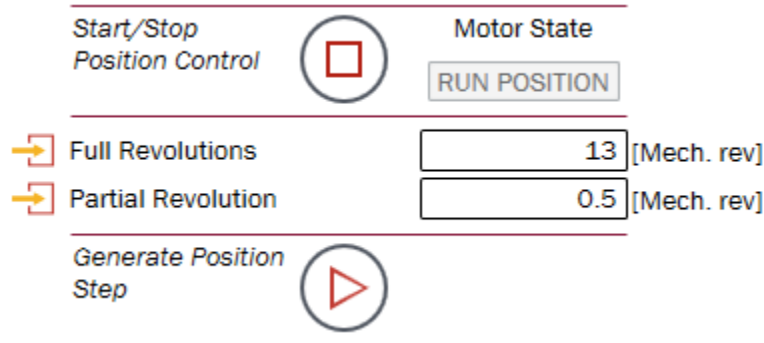 Start/Stop
Position Control
Motor State
RUN POSITION
Full Revolutions 13 [Mech. rev]
Partial Revolution 0.5 [Mech. rev]
Generate Position
Step